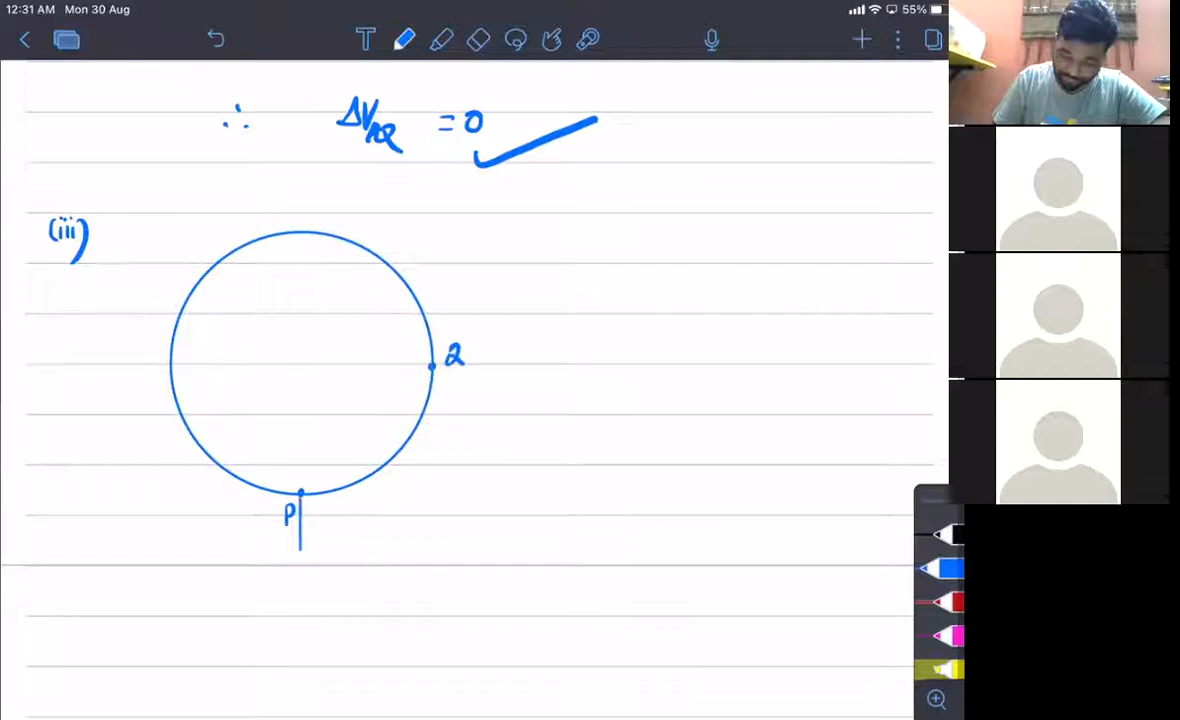 12:31 AM Mon 30 Aug 55%
T
∴ ΔV_PQ = 0
(iii)
Q
P